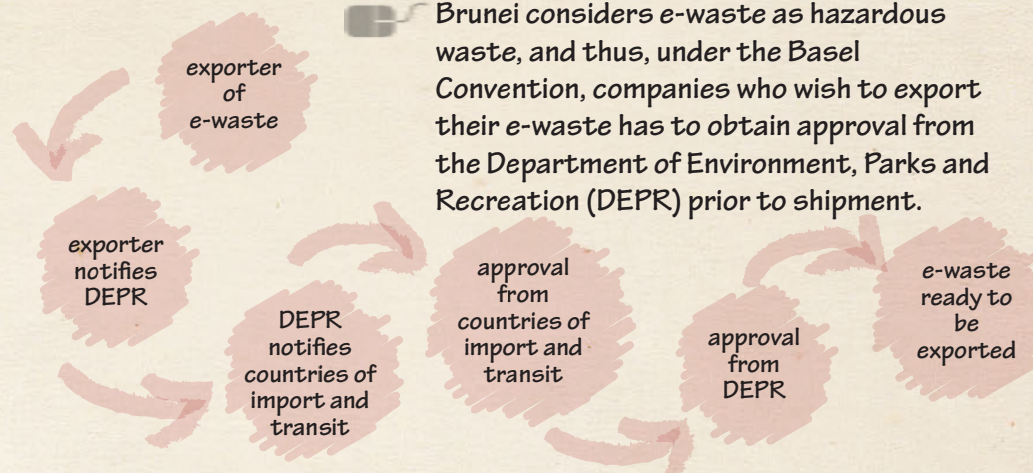 Brunei considers e-waste as hazardous
waste, and thus, under the Basel
Convention, companies who wish to export
their e-waste has to obtain approval from
the Department of Environment, Parks and
Recreation (DEPR) prior to shipment.
exporter
of
e-waste
exporter
notifies
DEPR
DEPR
notifies
countries of
import and
transit
approval
from
countries of
import and
transit
approval
from
DEPR
e-waste
ready to
be
exported